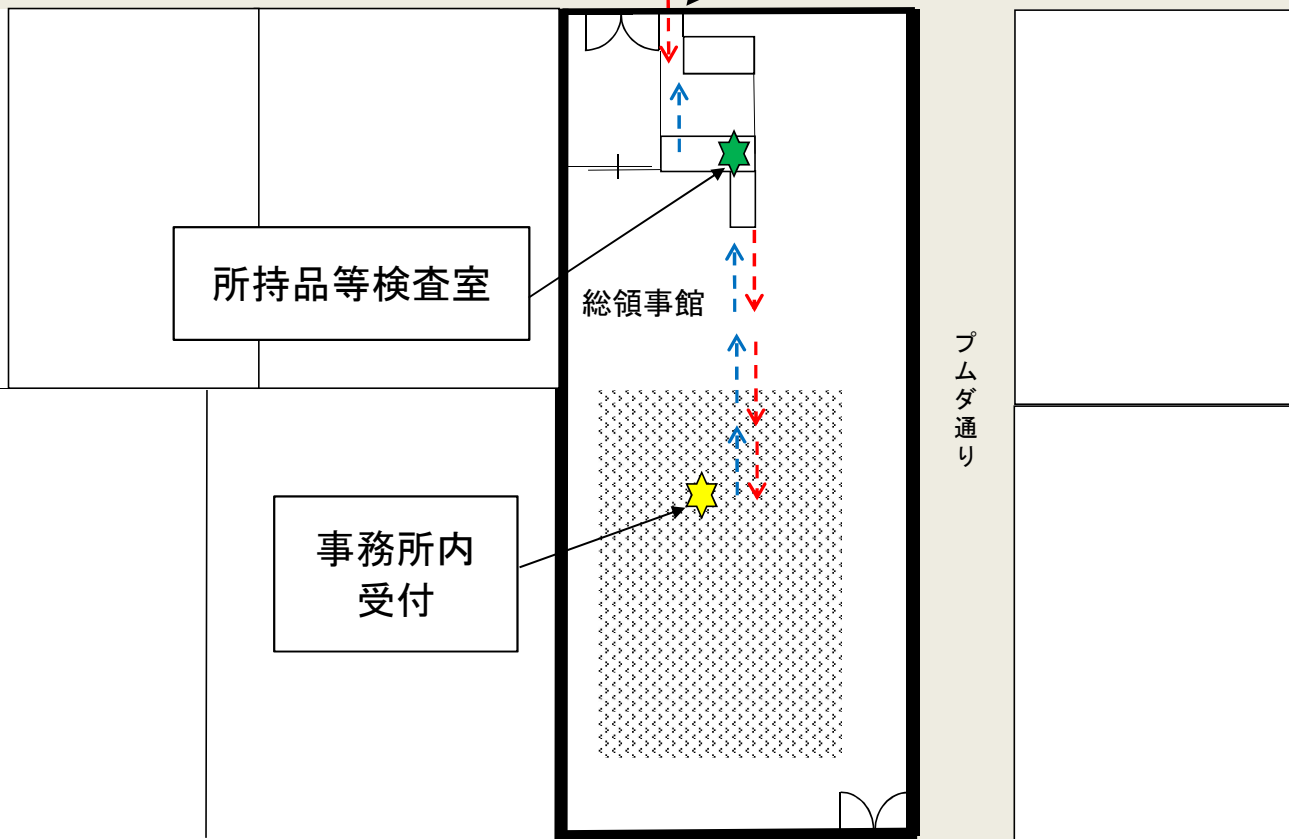 所持品等検査室
総領事館
プムダ通り
事務所内
受付